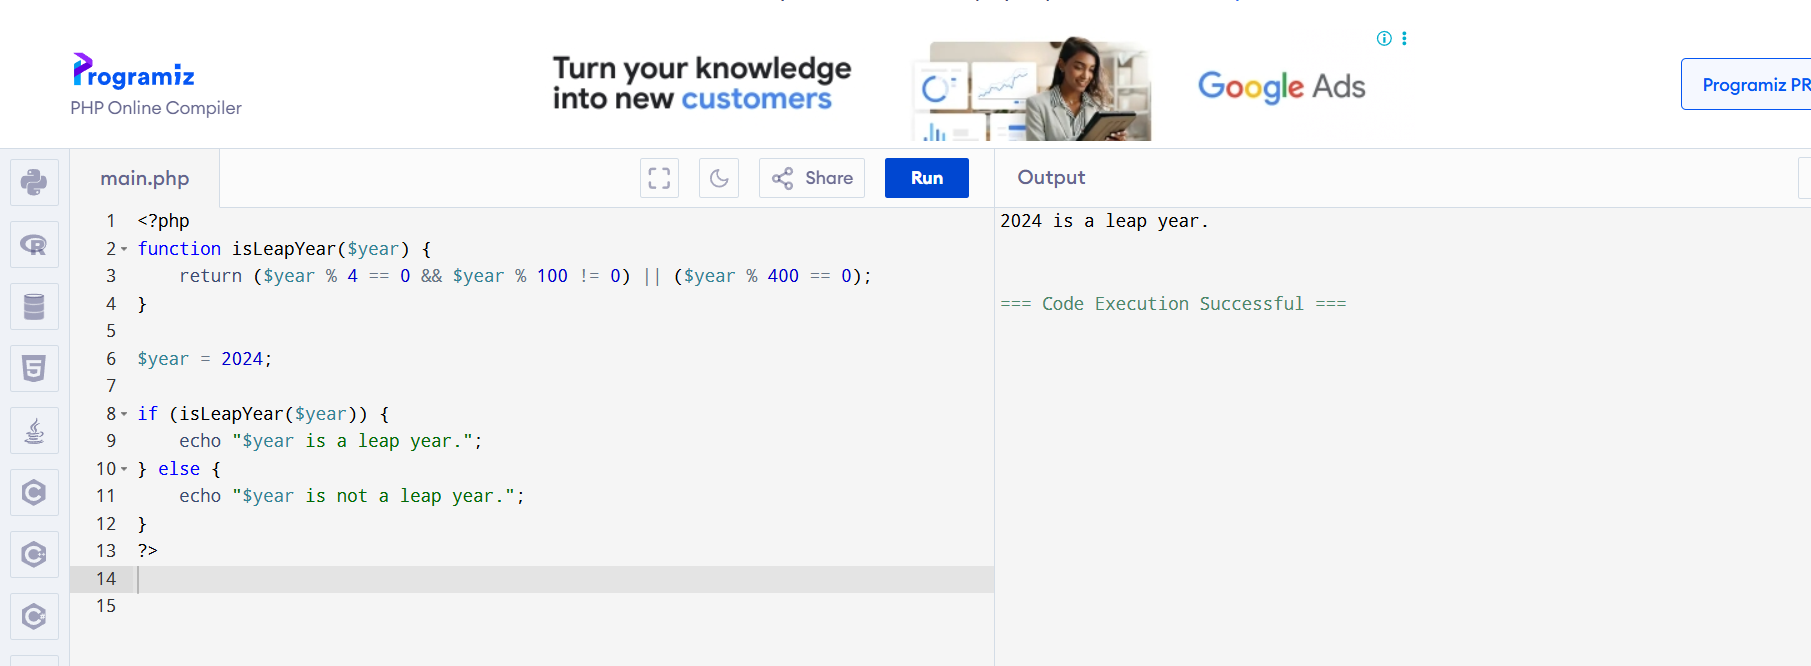 Programiz
PHP Online Compiler
Turn your knowledge
into new customers
Google Ads
Programiz PR
main.php
Share
Run
Output
1 <?php
2 function isLeapYear($year) {
3     return ($year % 4 == 0 && $year % 100 != 0) || ($year % 400 == 0);
4 }
5
6 $year = 2024;
7
8 if (isLeapYear($year)) {
9     echo "$year is a leap year.";
10 } else {
11     echo "$year is not a leap year.";
12 }
13 ?>
14
15
2024 is a leap year.
=== Code Execution Successful ===